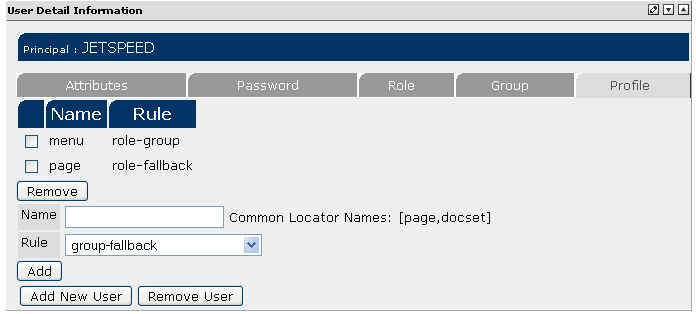 User Detail Information
Principal : JETSPEED
Attributes Password Role Group Profile
Name Rule
menu role-group
page role-fallback
Remove
Name Common Locator Names: [page,docset]
Rule group-fallback
Add
Add New User Remove User